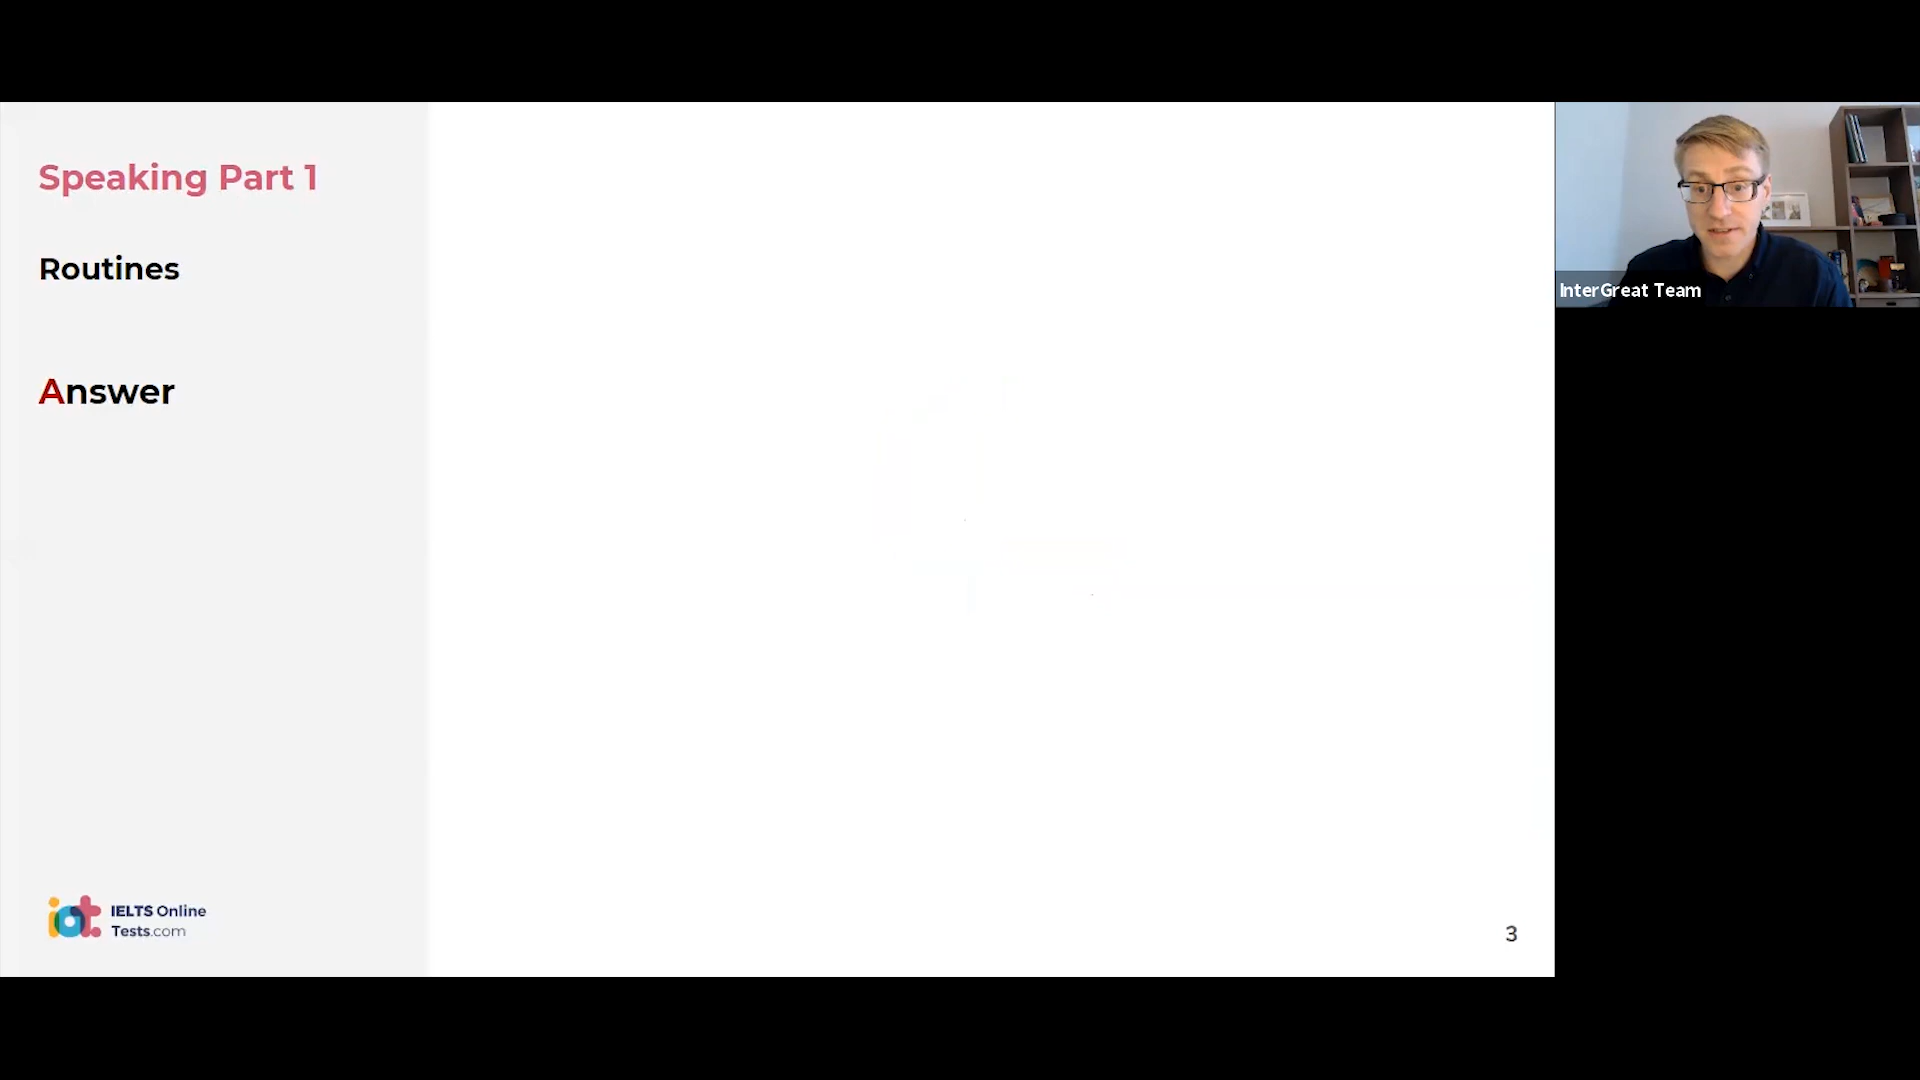 Speaking Part 1
Routines
Answer
IELTS Online
Tests.com
3
InterGreat Team